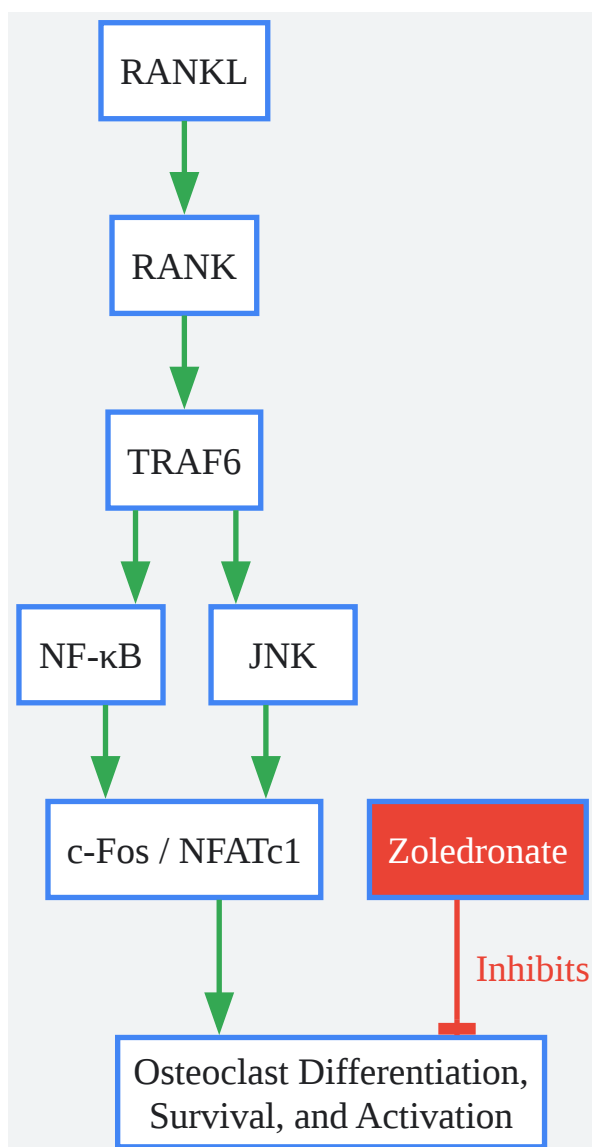 RANKL
RANK
TRAF6
NF-κB
JNK
c-Fos / NFATc1
Zoledronate
Inhibits
Osteoclast Differentiation,
Survival, and Activation